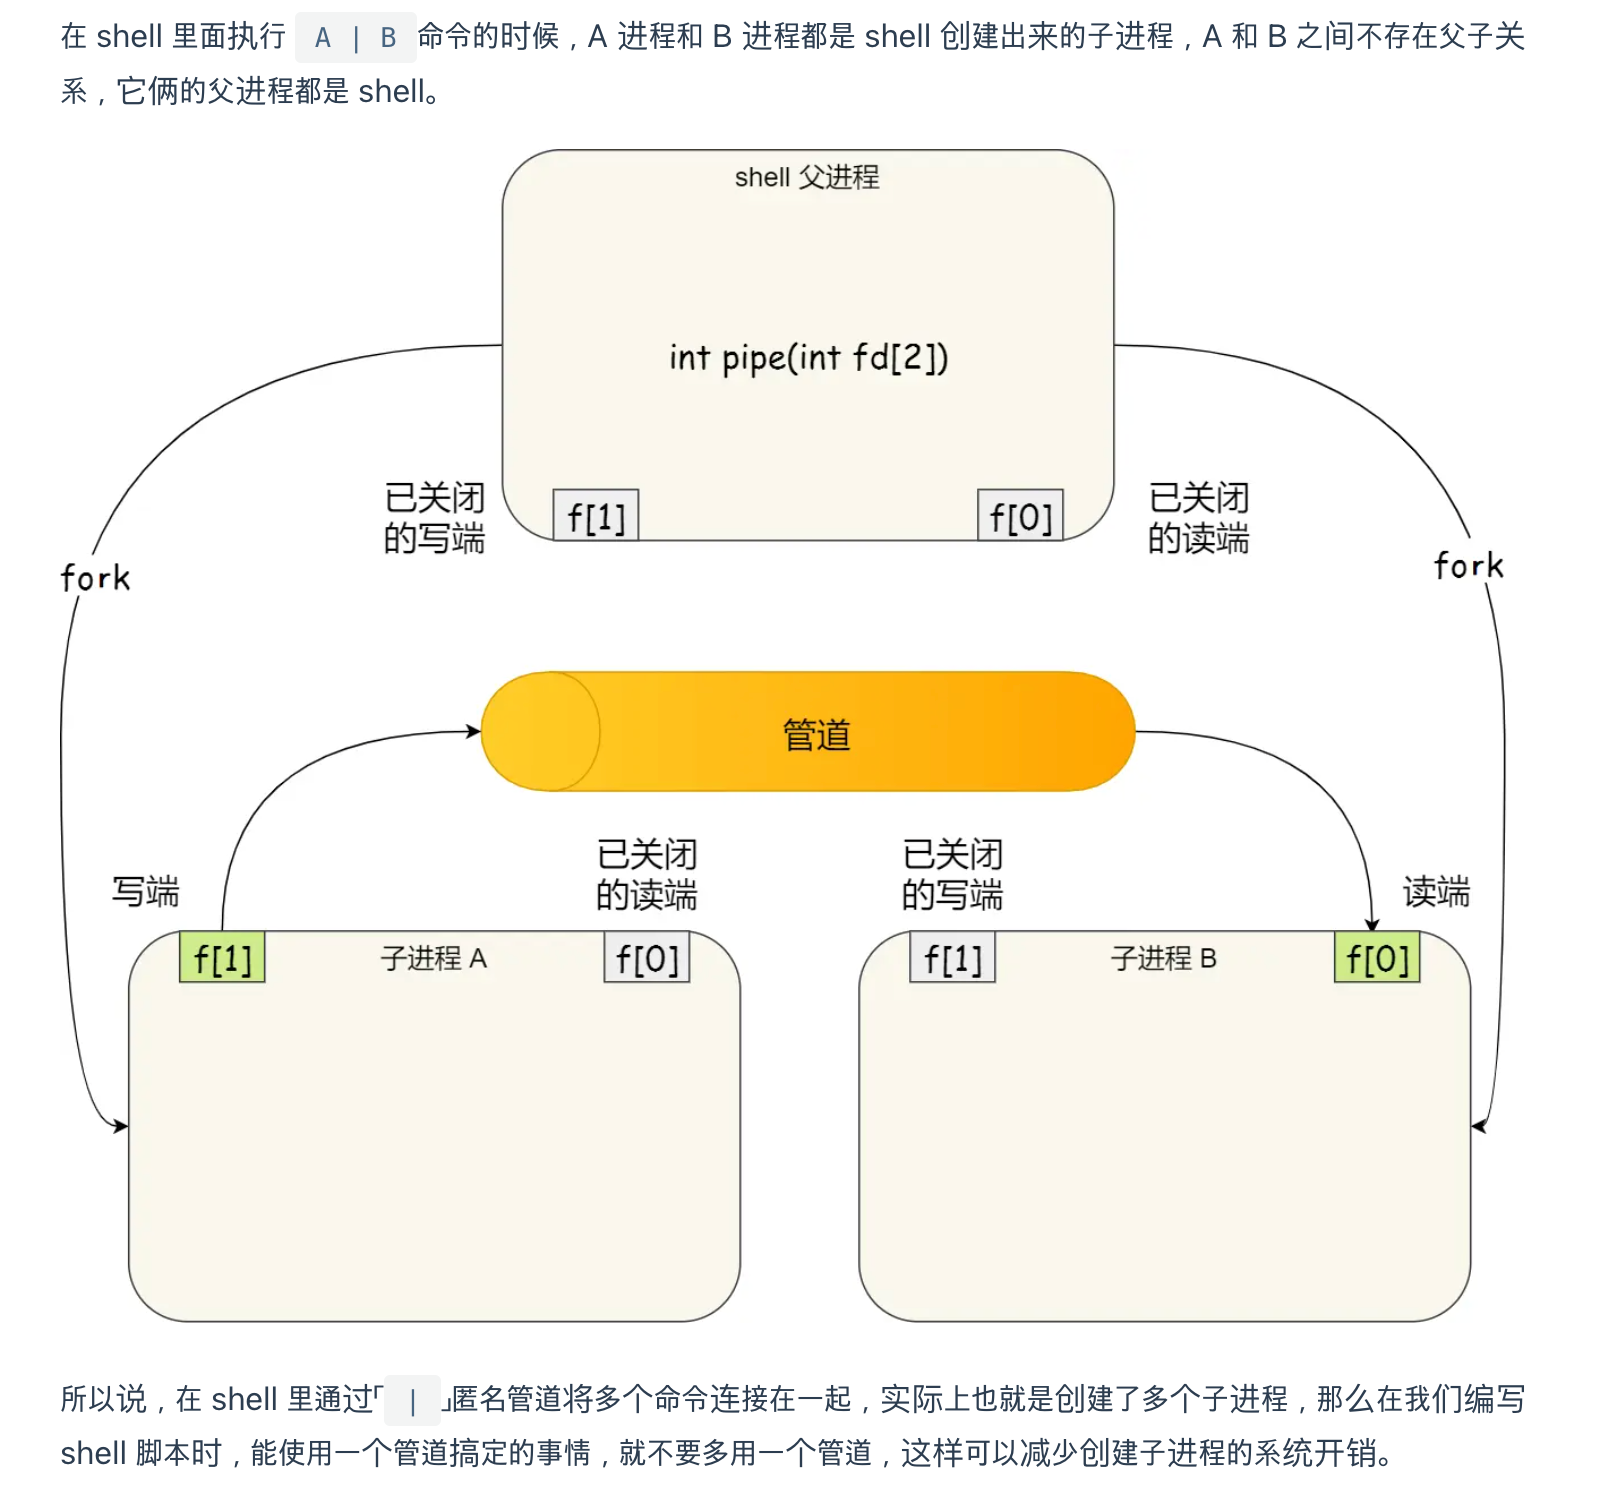 在 shell 里面执行 A | B 命令的时候，A 进程和 B 进程都是 shell 创建出来的子进程，A 和 B 之间不存在父子关
系，它俩的父进程都是 shell。
shell 父进程
int pipe(int fd[2])
已关闭
的写端
f[1]
f[0]
已关闭
的读端
fork
fork
管道
写端
已关闭
的读端
已关闭
的写端
读端
f[1]
子进程 A
f[0]
f[1]
子进程 B
f[0]
所以说，在 shell 里通过「 | 」匿名管道将多个命令连接在一起，实际上也就是创建了多个子进程，那么在我们编写
shell 脚本时，能使用一个管道搞定的事情，就不要多用一个管道，这样可以减少创建子进程的系统开销。